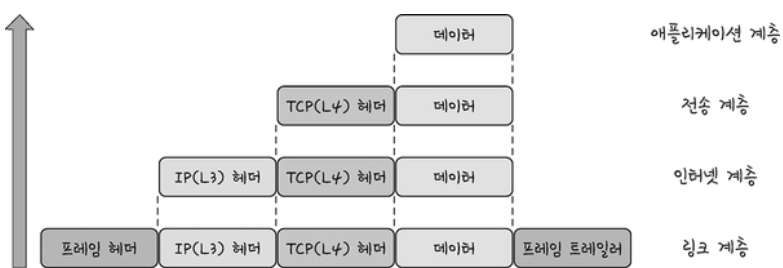 데이터 애플리케이션 계층
TCP(L4) 헤더 데이터 전송 계층
IP(L3) 헤더 TCP(L4) 헤더 데이터 인터넷 계층
프레임 헤더 IP(L3) 헤더 TCP(L4) 헤더 데이터 프레임 트레일러 링크 계층